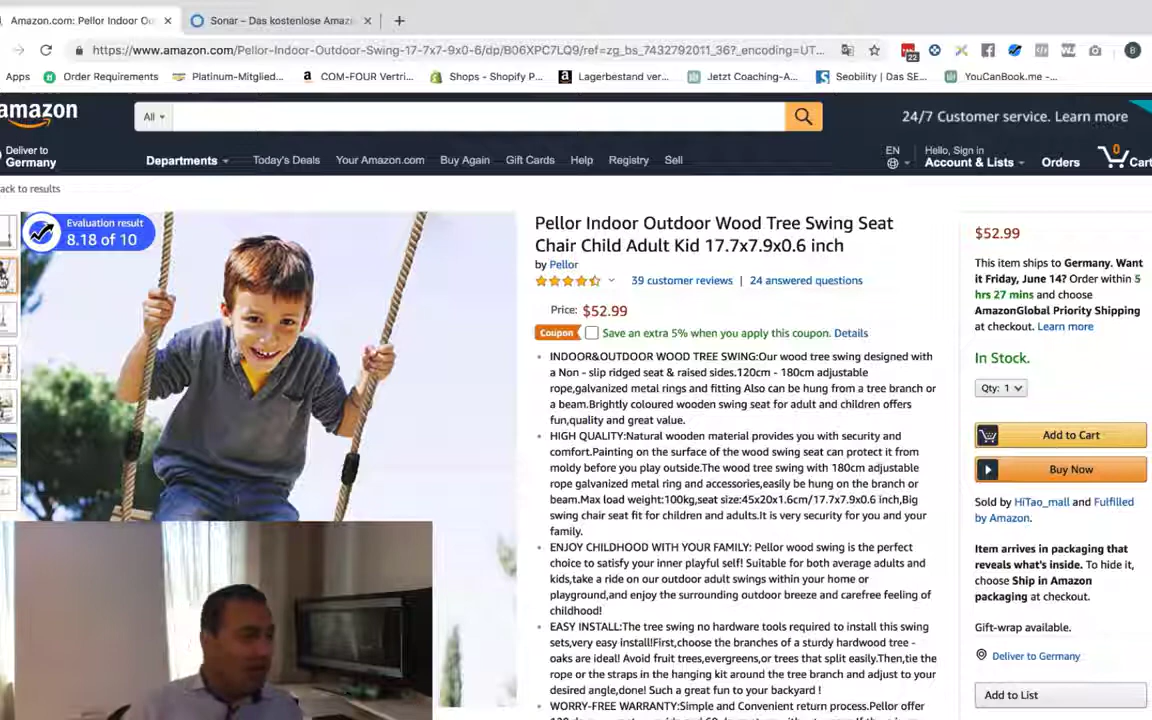 Amazon.com: Pellor Indoor Ou
Sonar – Das kostenlose Amazo
https://www.amazon.com/Pellor-Indoor-Outdoor-Swing-17-7x7-9x0-6/dp/B06XPC7LQ9/ref=zg_bs_7432792011_36?_encoding=UT...
22
B
Apps
Order Requirements
Platinum-Mitglied...
COM-FOUR Vertri...
Shops - Shopify P...
Lagerbestand ver...
Jetzt Coaching-A...
Seobility | Das SE...
YouCanBook.me -...
amazon
All
24/7 Customer service. Learn more
Deliver to
Germany
Departments
Today's Deals
Your Amazon.com
Buy Again
Gift Cards
Help
Registry
Sell
EN
Hello, Sign in
Account & Lists
Orders
0
Cart
ack to results
Evaluation result
8.18 of 10
Pellor Indoor Outdoor Wood Tree Swing Seat
Chair Child Adult Kid 17.7x7.9x0.6 inch
by Pellor
39 customer reviews | 24 answered questions
Price: $52.99
Coupon Save an extra 5% when you apply this coupon. Details
• INDOOR&OUTDOOR WOOD TREE SWING:Our wood tree swing designed with
a Non - slip ridged seat & raised sides.120cm - 180cm adjustable
rope,galvanized metal rings and fitting Also can be hung from a tree branch or
a beam.Brightly coloured wooden swing seat for adult and children offers
fun,quality and great value.
• HIGH QUALITY:Natural wooden material provides you with security and
comfort.Painting on the surface of the wood swing seat can protect it from
moldy before you play outside.The wood tree swing with 180cm adjustable
rope galvanized metal ring and accessories,easily be hung on the branch or
beam.Max load weight:100kg,seat size:45x20x1.6cm/17.7x7.9x0.6 inch,Big
swing chair seat fit for children and adults.It is very security for you and your
family.
• ENJOY CHILDHOOD WITH YOUR FAMILY: Pellor wood swing is the perfect
choice to satisfy your inner playful self! Suitable for both average adults and
kids,take a ride on our outdoor adult swings within your home or
playground,and enjoy the surrounding outdoor breeze and carefree feeling of
childhood!
• EASY INSTALL:The tree swing no hardware tools required to install this swing
sets,very easy install!First,choose the branches of a sturdy hardwood tree -
oaks are ideal! Avoid fruit trees,evergreens,or trees that split easily.Then,tie the
rope or the straps in the hanging kit around the tree branch and adjust to your
desired angle,done! Such a great fun to your backyard !
• WORRY-FREE WARRANTY:Simple and Convenient return process.Pellor offer
$52.99
This item ships to Germany. Want
it Friday, June 14? Order within 5
hrs 27 mins and choose
AmazonGlobal Priority Shipping
at checkout. Learn more
In Stock.
Qty: 1
Add to Cart
Buy Now
Sold by HiTao_mall and Fulfilled
by Amazon.
Item arrives in packaging that
reveals what's inside. To hide it,
choose Ship in Amazon
packaging at checkout.
Gift-wrap available.
Deliver to Germany
Add to List